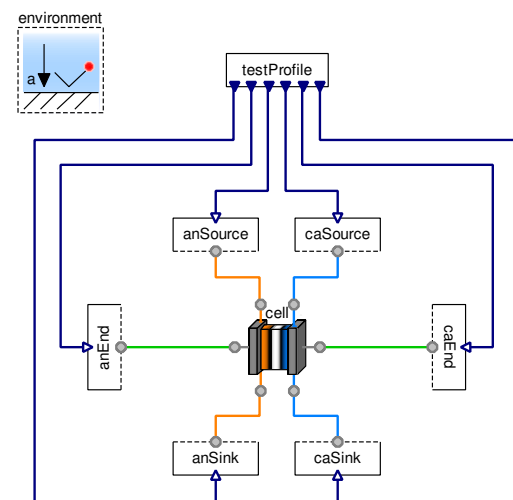 environment
a
testProfile
anSource
caSource
cell
anEnd
caEnd
anSink
caSink